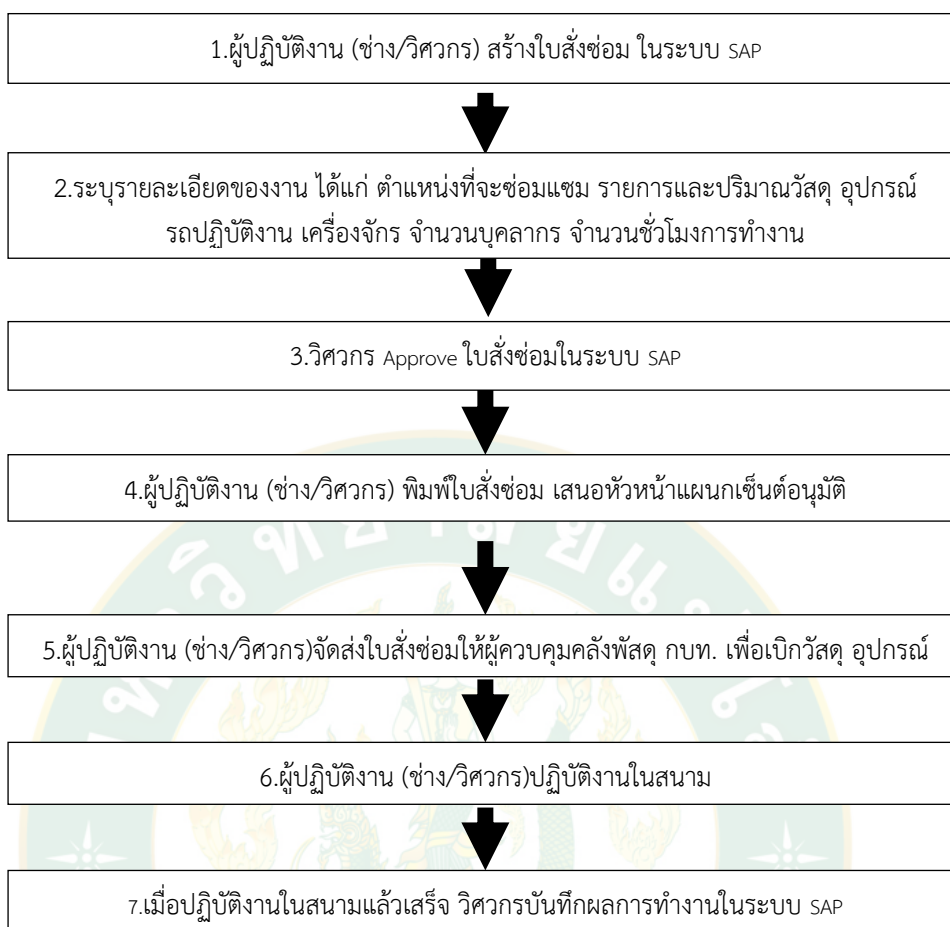 1.ผู้ปฏิบัติงาน (ช่าง/วิศวกร) สร้างใบสั่งซ่อม ในระบบ SAP
2.ระบุรายละเอียดของงาน ได้แก่ ตำแหน่งที่จะซ่อมแซม รายการและปริมาณวัสดุ อุปกรณ์
รถปฏิบัติงาน เครื่องจักร จำนวนบุคลากร จำนวนชั่วโมงการทำงาน
3.วิศวกร Approve ใบสั่งซ่อมในระบบ SAP
4.ผู้ปฏิบัติงาน (ช่าง/วิศวกร) พิมพ์ใบสั่งซ่อม เสนอหัวหน้าแผนกเซ็นต์อนุมัติ
5.ผู้ปฏิบัติงาน (ช่าง/วิศวกร)จัดส่งใบสั่งซ่อมให้ผู้ควบคุมคลังพัสดุ กบท. เพื่อเบิกวัสดุ อุปกรณ์
6.ผู้ปฏิบัติงาน (ช่าง/วิศวกร)ปฏิบัติงานในสนาม
7.เมื่อปฏิบัติงานในสนามแล้วเสร็จ วิศวกรบันทึกผลการทำงานในระบบ SAP